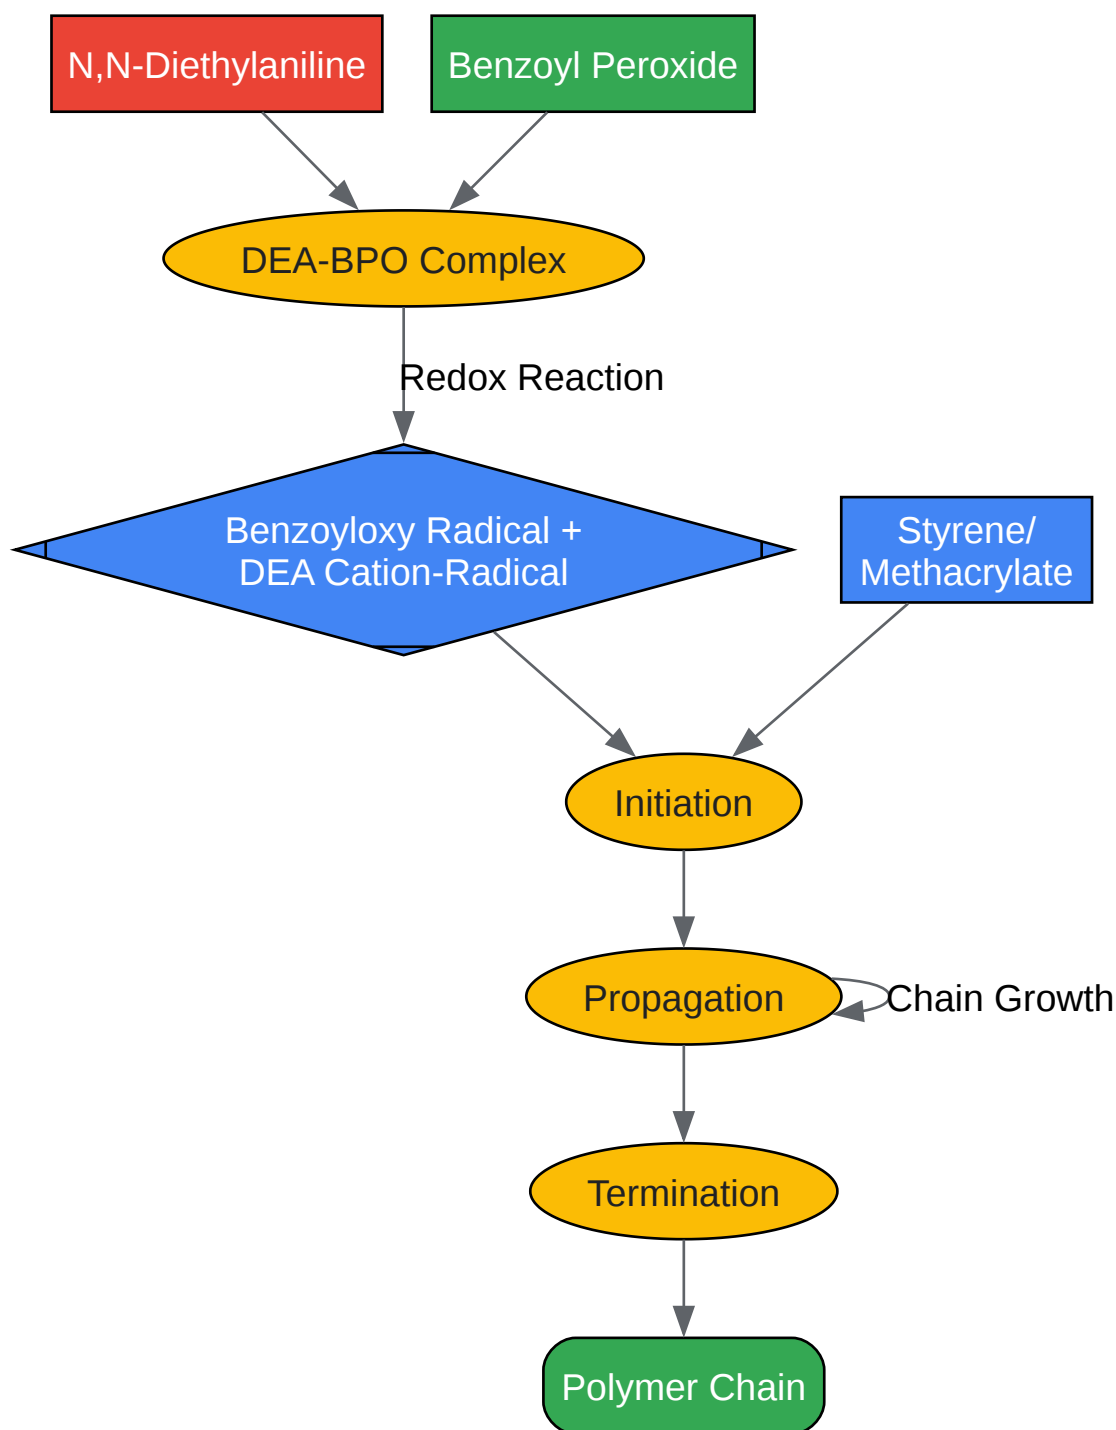 N,N-Diethylaniline
Benzoyl Peroxide
DEA-BPO Complex
Redox Reaction
Benzoyloxy Radical +
DEA Cation-Radical
Styrene/
Methacrylate
Initiation
Propagation
Chain Growth
Termination
Polymer Chain